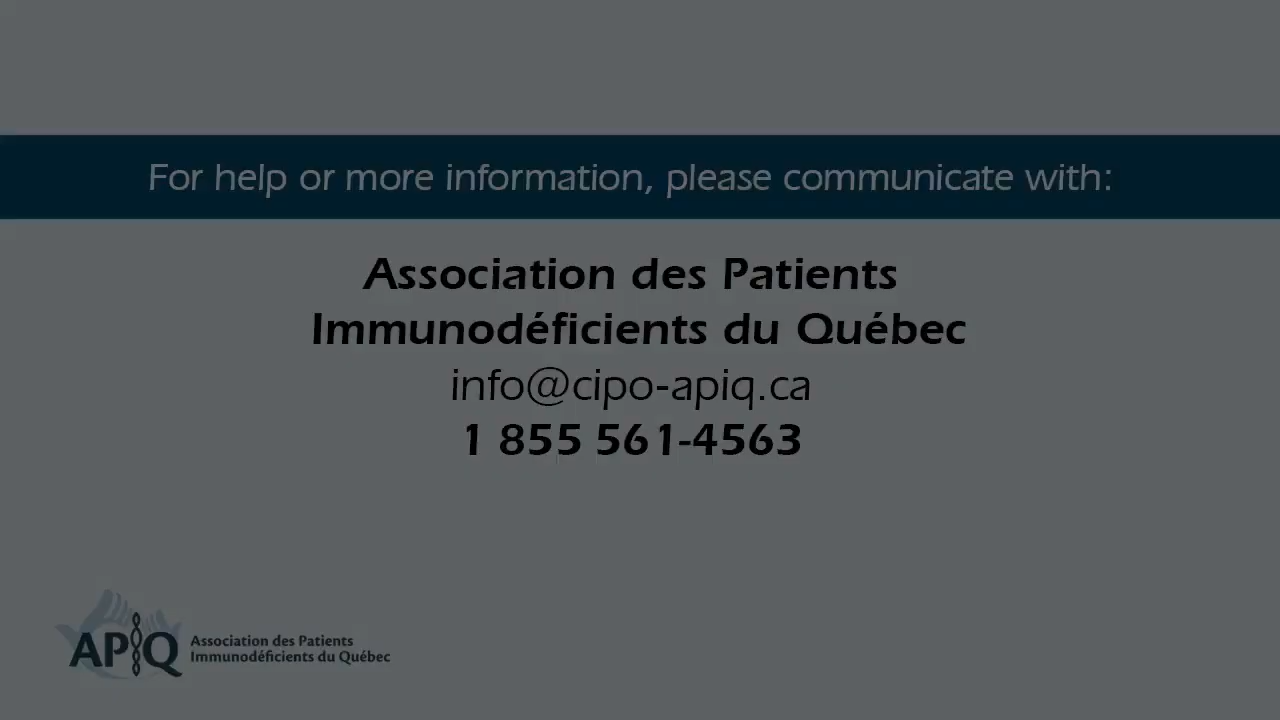 For help or more information, please communicate with:
Association des Patients
Immunodéficients du Québec
info@cipo-apiq.ca
1 855 561-4563
APIQ
Association des Patients
Immunodéficients du Québec